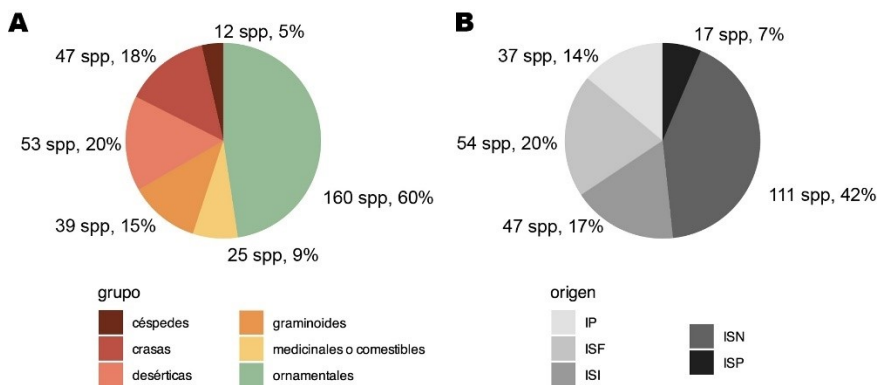 A
12 spp, 5%
47 spp, 18%
53 spp, 20%
160 spp, 60%
39 spp, 15%
25 spp, 9%
grupo
céspedes
crasas
desérticas
graminoides
medicinales o comestibles
ornamentales
B
17 spp, 7%
37 spp, 14%
54 spp, 20%
111 spp, 42%
47 spp, 17%
origen
IP
ISF
ISI
ISN
ISP